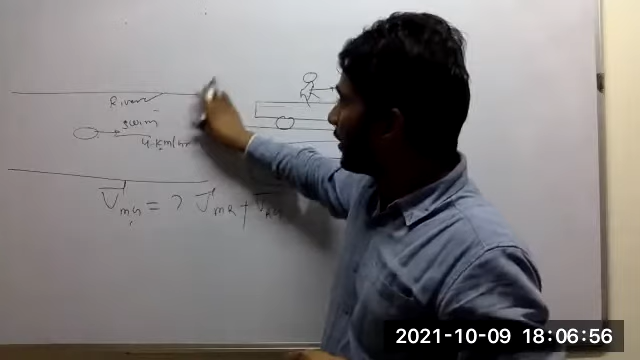 River
swim
4 km/hr
V mG = ? V mR + V RG
2021-10-09 18:06:56